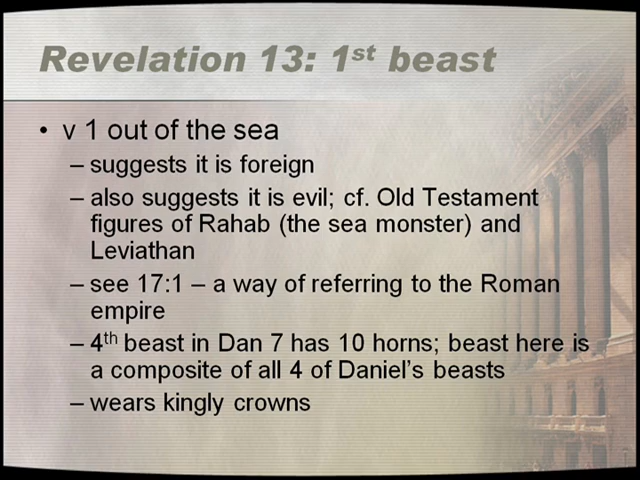 Revelation 13: 1st beast
• v 1 out of the sea
– suggests it is foreign
– also suggests it is evil; cf. Old Testament
figures of Rahab (the sea monster) and
Leviathan
– see 17:1 – a way of referring to the Roman
empire
– 4th beast in Dan 7 has 10 horns; beast here is
a composite of all 4 of Daniel's beasts
– wears kingly crowns